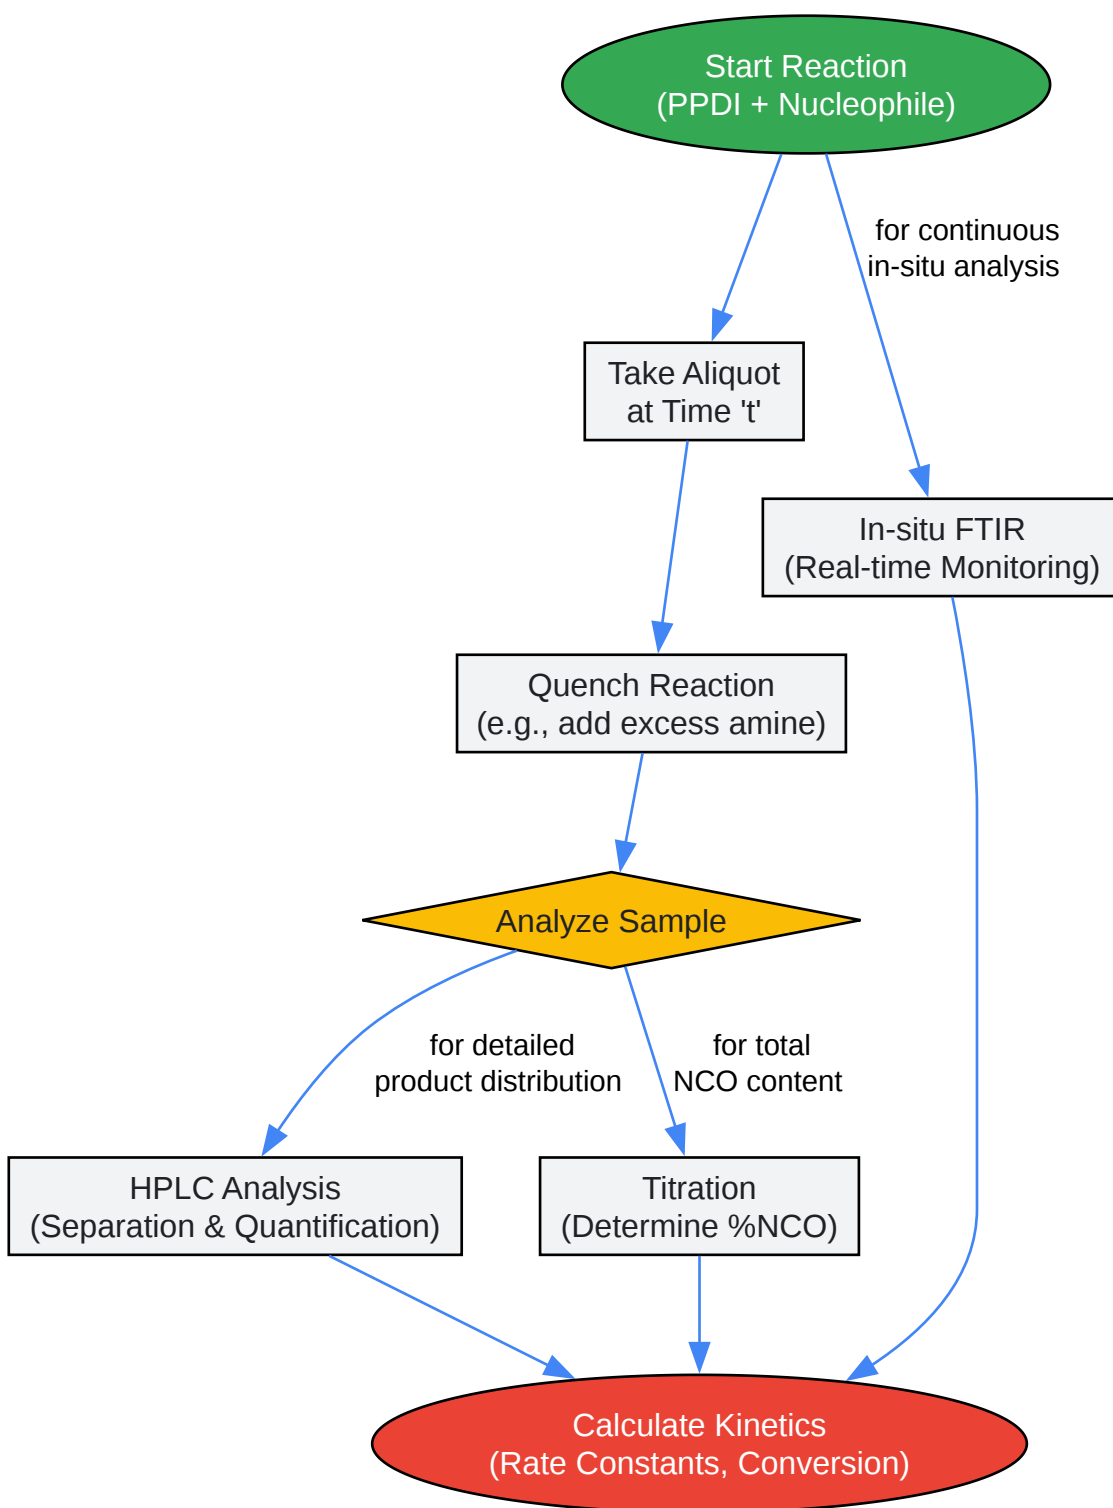 Start Reaction
(PPDI + Nucleophile)
for continuous
in-situ analysis
Take Aliquot
at Time 't'
In-situ FTIR
(Real-time Monitoring)
Quench Reaction
(e.g., add excess amine)
Analyze Sample
for detailed
product distribution
for total
NCO content
HPLC Analysis
(Separation & Quantification)
Titration
(Determine %NCO)
Calculate Kinetics
(Rate Constants, Conversion)